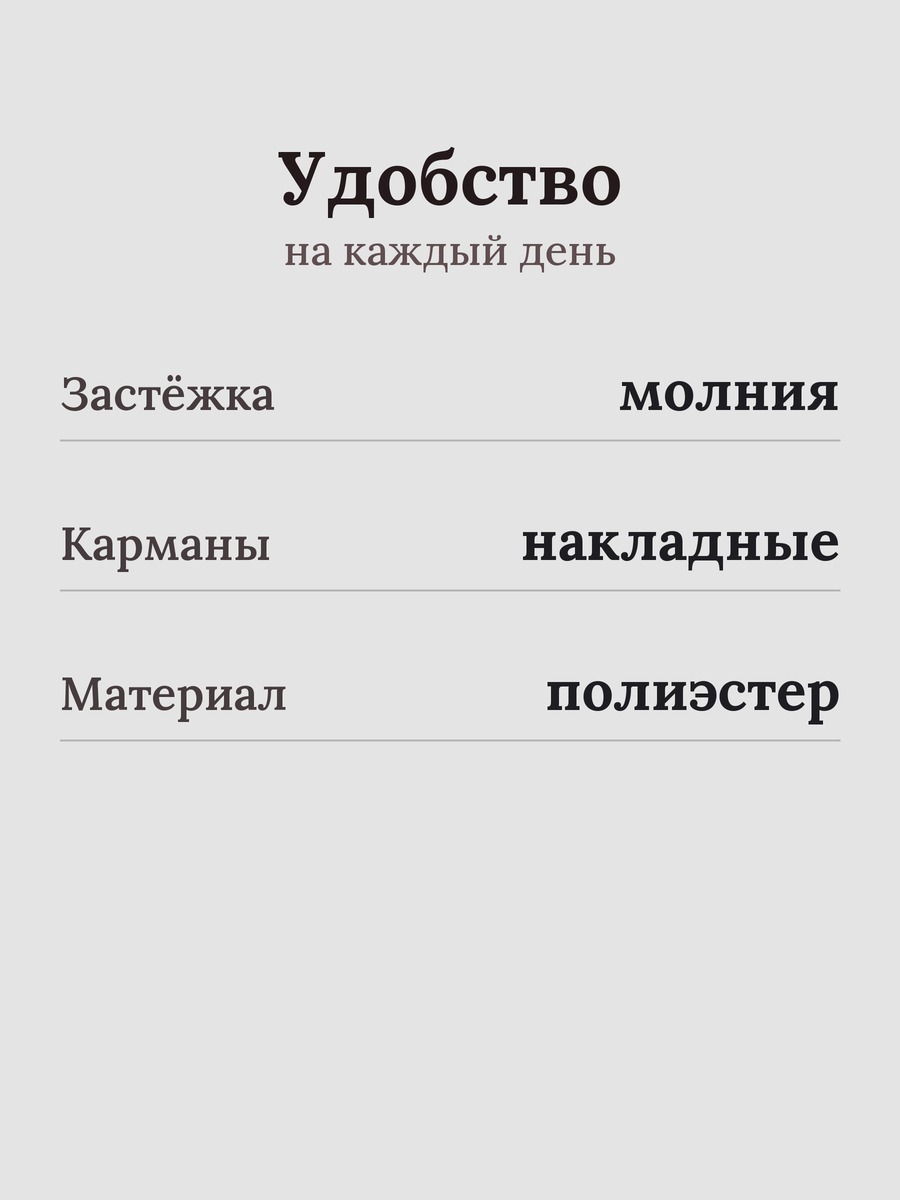 Удобство
на каждый день
Застёжка молния
Карманы накладные
Материал полиэстер